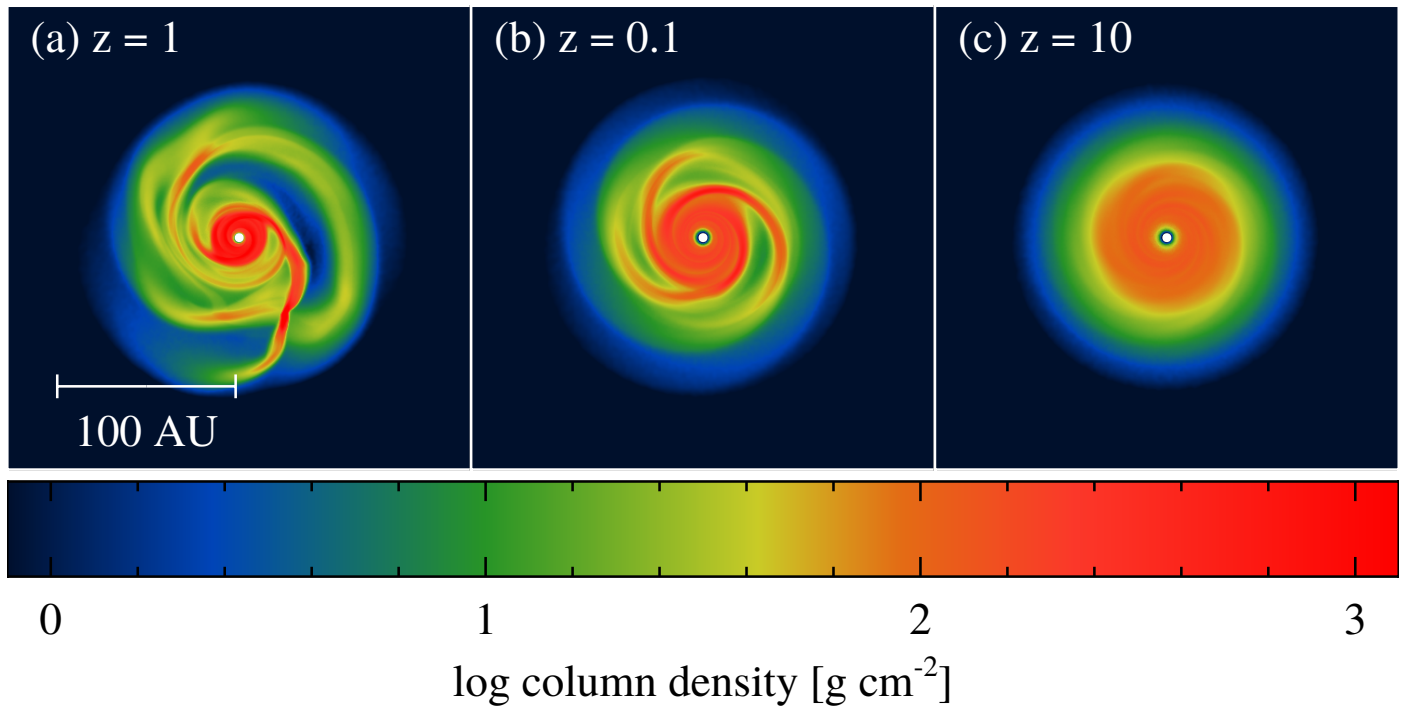 (a) z = 1
(b) z = 0.1
(c) z = 10
100 AU
0 1 2 3
log column density [g cm⁻²]